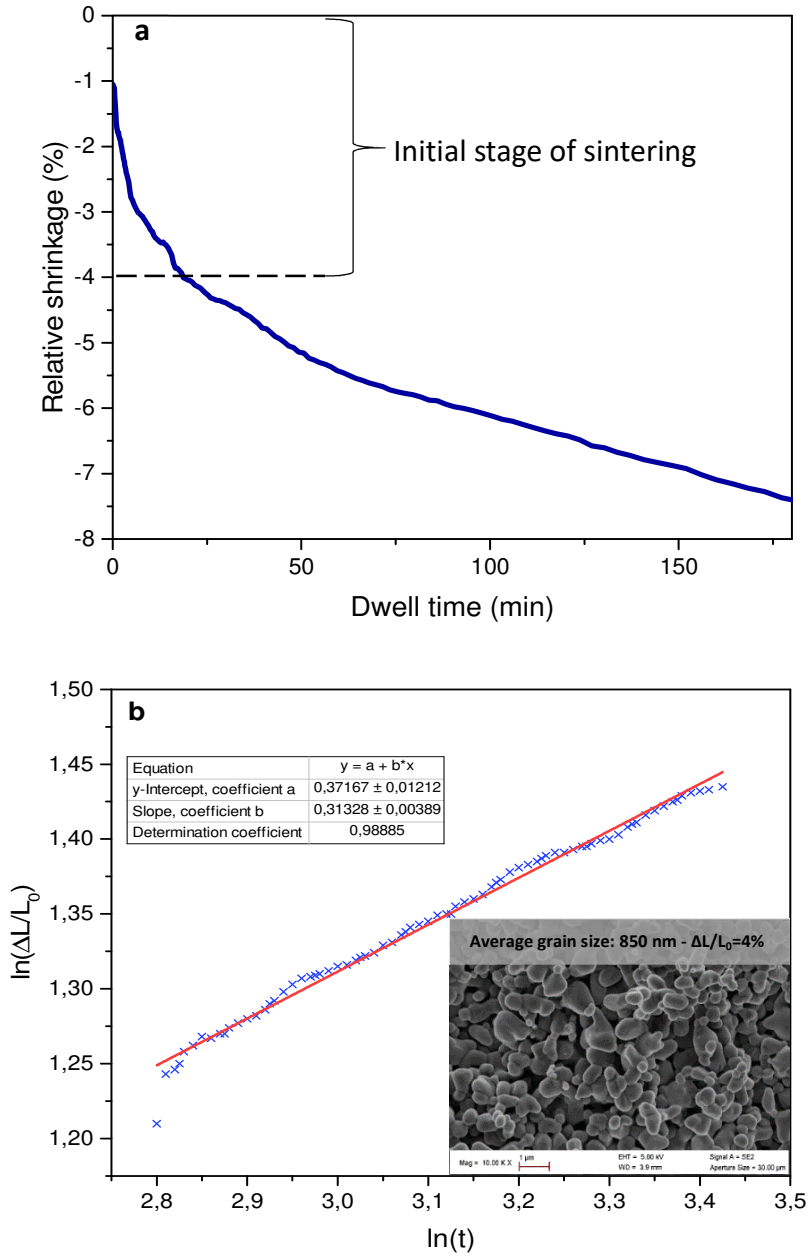 a
0
-1
-2
-3
-4
-5
-6
-7
-8
Relative shrinkage (%)
Initial stage of sintering
0
50
100
150
Dwell time (min)
b
1,50
1,45
1,40
1,35
1,30
1,25
1,20
ln(ΔL/L₀)
Equation y = a + b*x
y-Intercept, coefficient a 0,37167 ± 0,01212
Slope, coefficient b 0,31328 ± 0,00389
Determination coefficient 0,98885
Average grain size: 850 nm - ΔL/L₀=4%
Mag = 10.00 K X
1 µm
EHT = 5.00 kV
WD = 3.9 mm
Signal A = SE2
Aperture Size = 30.00 µm
2,8
2,9
3,0
3,1
3,2
3,3
3,4
3,5
ln(t)